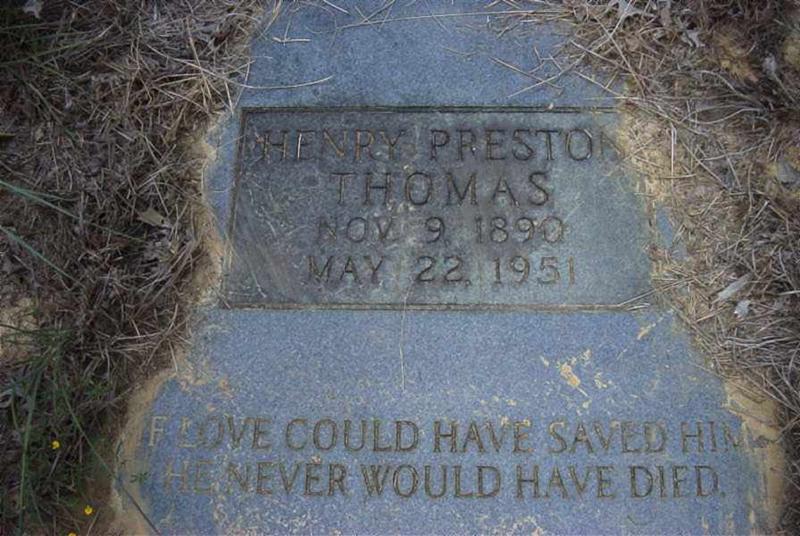 HENRY PRESTON
THOMAS
NOV. 9, 1890
MAY 22, 1951
IF LOVE COULD HAVE SAVED HIM
HE NEVER WOULD HAVE DIED.